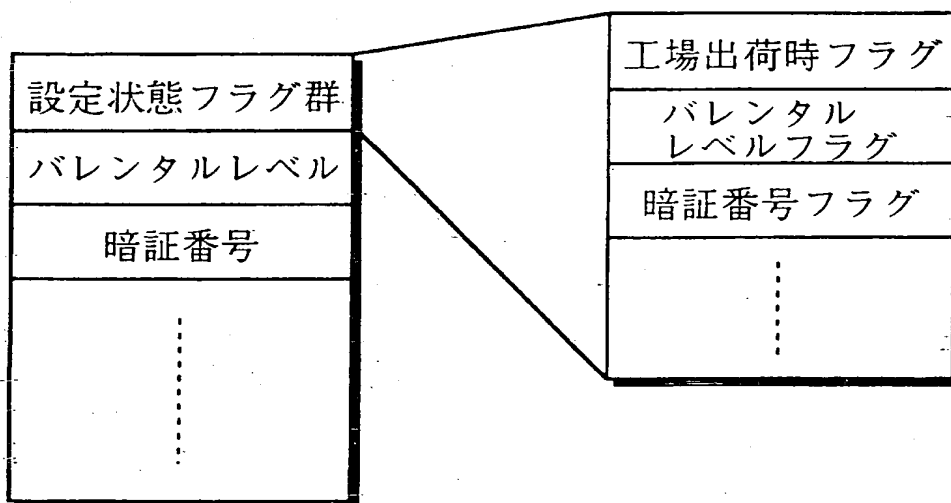 設定状態フラグ群
バレンタルレベル
暗証番号
工場出荷時フラグ
バレンタル
レベルフラグ
暗証番号フラグ